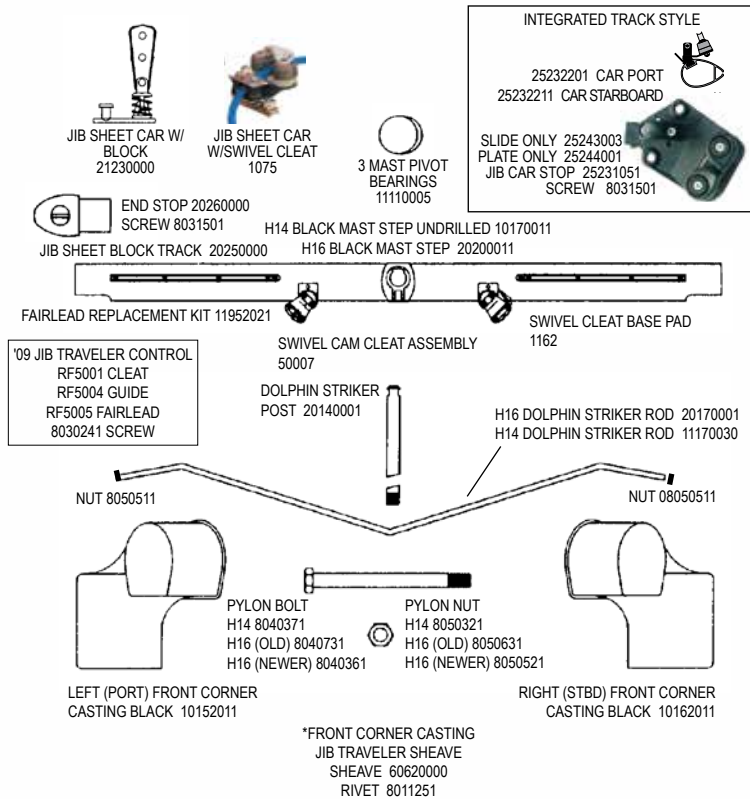 JIB SHEET CAR W/
BLOCK
21230000
JIB SHEET CAR
W/SWIVEL CLEAT
1075
3 MAST PIVOT
BEARINGS
11110005
INTEGRATED TRACK STYLE
25232201 CAR PORT
25232211 CAR STARBOARD
SLIDE ONLY 25243003
PLATE ONLY 25244001
JIB CAR STOP 25231051
SCREW 8031501
END STOP 20260000
SCREW 8031501
JIB SHEET BLOCK TRACK 20250000
H14 BLACK MAST STEP UNDRILLED 10170011
H16 BLACK MAST STEP 20200011
FAIRLEAD REPLACEMENT KIT 11952021
SWIVEL CAM CLEAT ASSEMBLY
50007
SWIVEL CLEAT BASE PAD
1162
'09 JIB TRAVELER CONTROL
RF5001 CLEAT
RF5004 GUIDE
RF5005 FAIRLEAD
8030241 SCREW
DOLPHIN STRIKER
POST 20140001
H16 DOLPHIN STRIKER ROD 20170001
H14 DOLPHIN STRIKER ROD 11170030
NUT 8050511
NUT 08050511
PYLON BOLT
H14 8040371
H16 (OLD) 8040731
H16 (NEWER) 8040361
PYLON NUT
H14 8050321
H16 (OLD) 8050631
H16 (NEWER) 8050521
LEFT (PORT) FRONT CORNER
CASTING BLACK 10152011
RIGHT (STBD) FRONT CORNER
CASTING BLACK 10162011
*FRONT CORNER CASTING
JIB TRAVELER SHEAVE
SHEAVE 60620000
RIVET 8011251